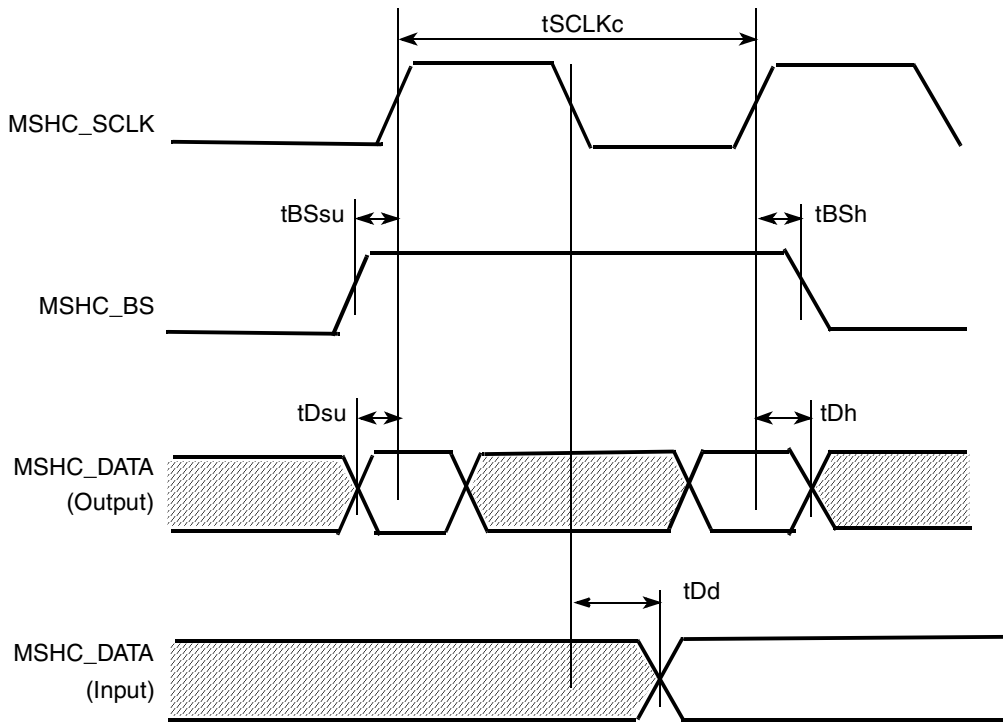 tSCLKc
MSHC_SCLK
tBSsu
tBSh
MSHC_BS
tDsu
tDh
MSHC_DATA
(Output)
tDd
MSHC_DATA
(Input)